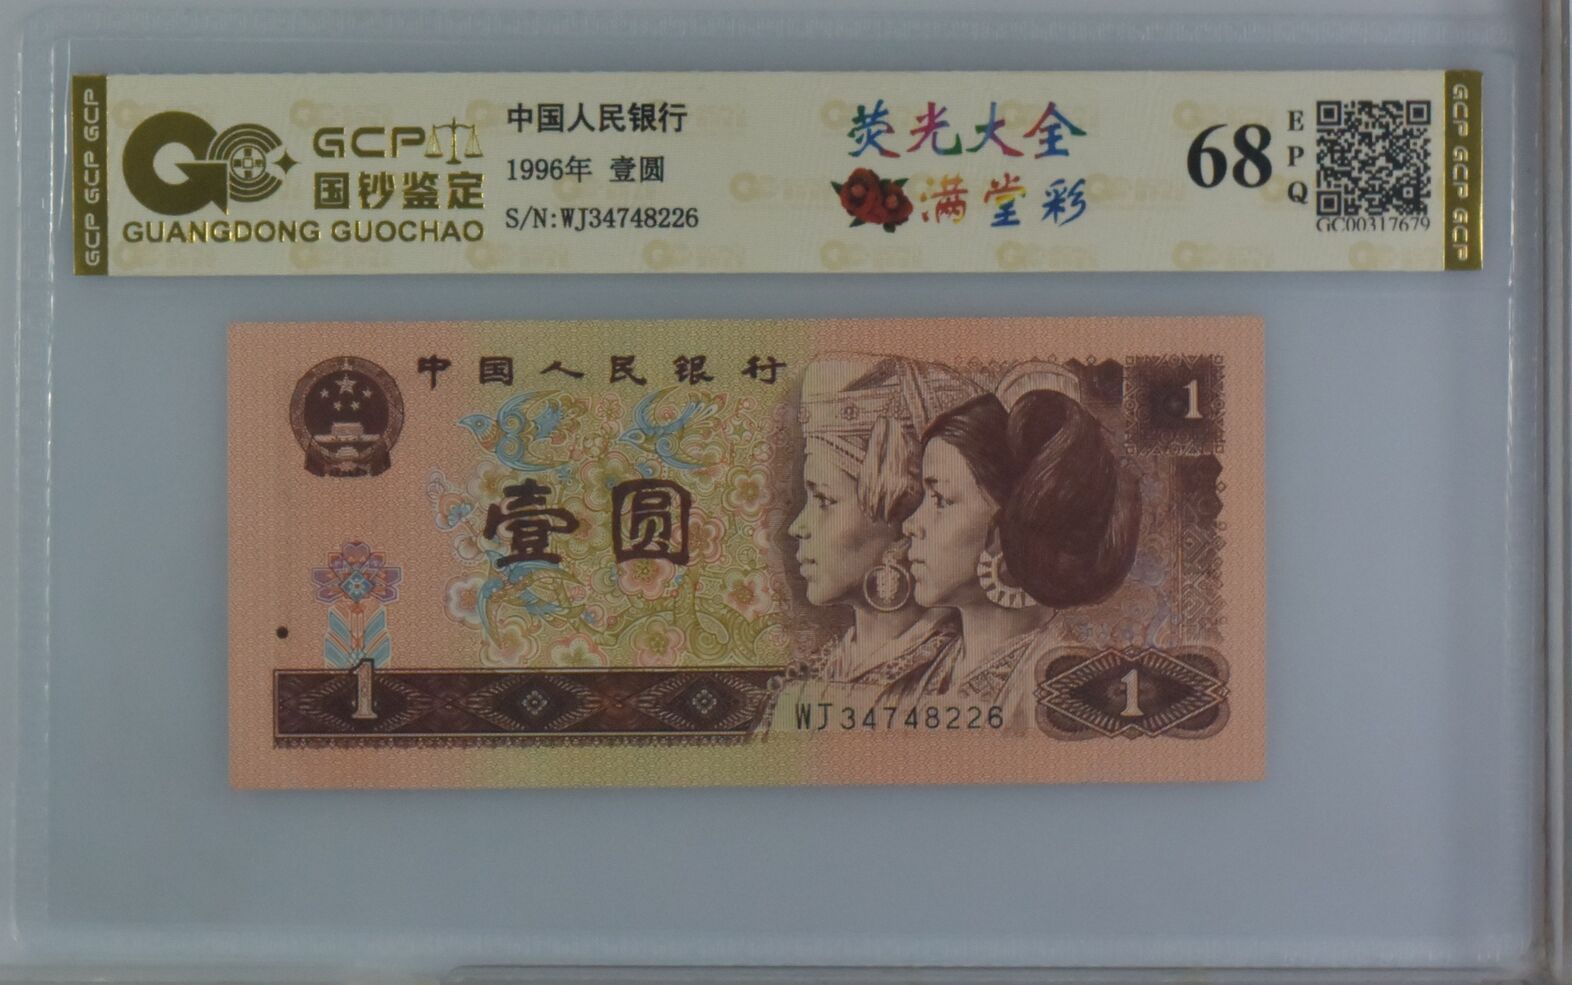 GCP GCP GCP
GCP
国钞鉴定
GUANGDONG GUOCHAO
中国人民银行
1996年 壹圆
S/N:WJ34748226
荧光大全
满堂彩
68
EPQ
GC00317679
GCP GCP GCP
中国人民银行
1
壹圆
1
WJ34748226
1